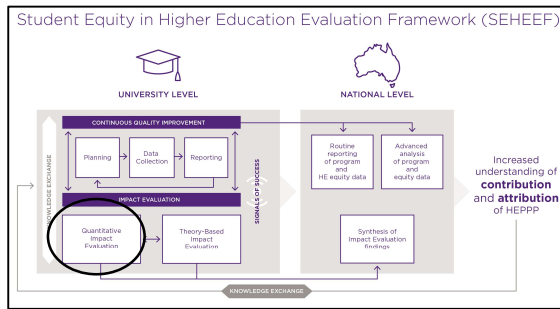 Student Equity in Higher Education Evaluation Framework (SEHEEF)
UNIVERSITY LEVEL
NATIONAL LEVEL
KNOWLEDGE EXCHANGE
CONTINUOUS QUALITY IMPROVEMENT
Planning
Data
Collection
Reporting
IMPACT EVALUATION
Quantitative
Impact
Evaluation
Theory-Based
Impact
Evaluation
SIGNALS OF SUCCESS
Routine
reporting
of program
and
HE equity data
Advanced
analysis of
program
and
equity data
Synthesis of
Impact Evaluation
findings
Increased
understanding of
contribution
and attribution
of HEPPP
KNOWLEDGE EXCHANGE